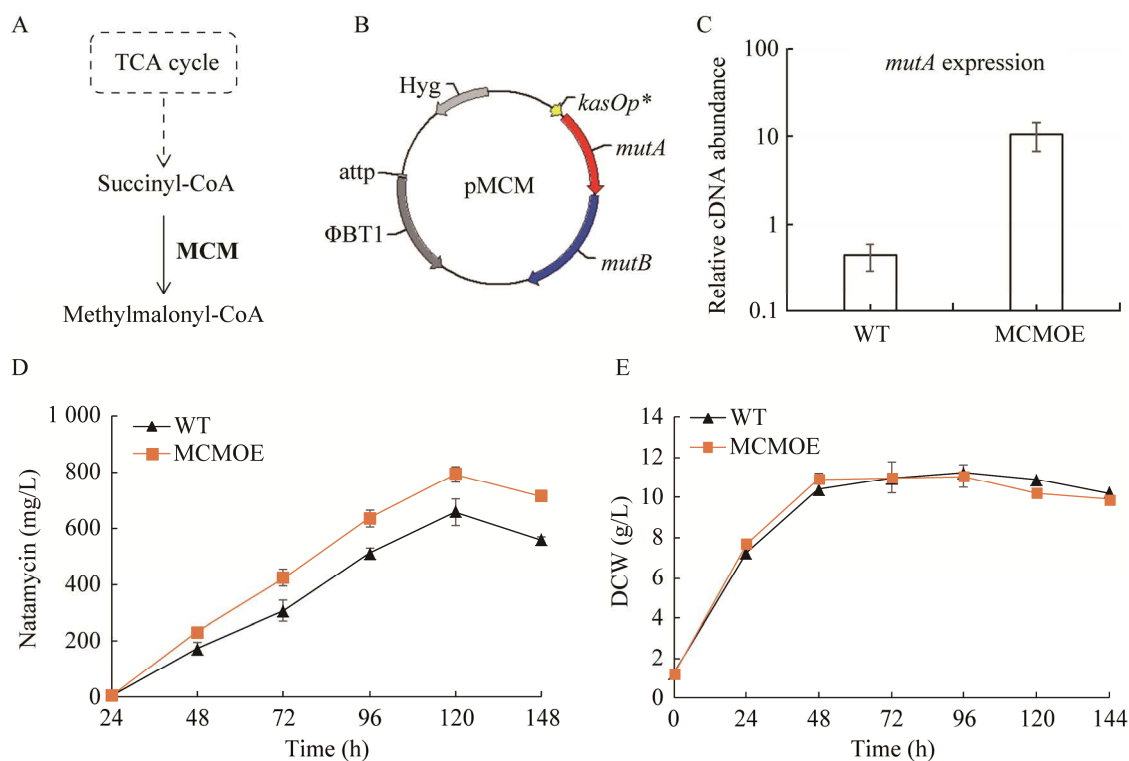 A
TCA cycle
Succinyl-CoA
MCM
Methylmalonyl-CoA
B
Hyg
kasOp*
mutA
attp
pMCM
ΦBT1
mutB
C
mutA expression
Relative cDNA abundance
100
10
1
0.1
WT
MCMOE
D
WT
MCMOE
Natamycin (mg/L)
1 000
800
600
400
200
0
24
48
72
96
120
148
Time (h)
E
WT
MCMOE
DCW (g/L)
14
12
10
8
6
4
2
0
0
24
48
72
96
120
144
Time (h)